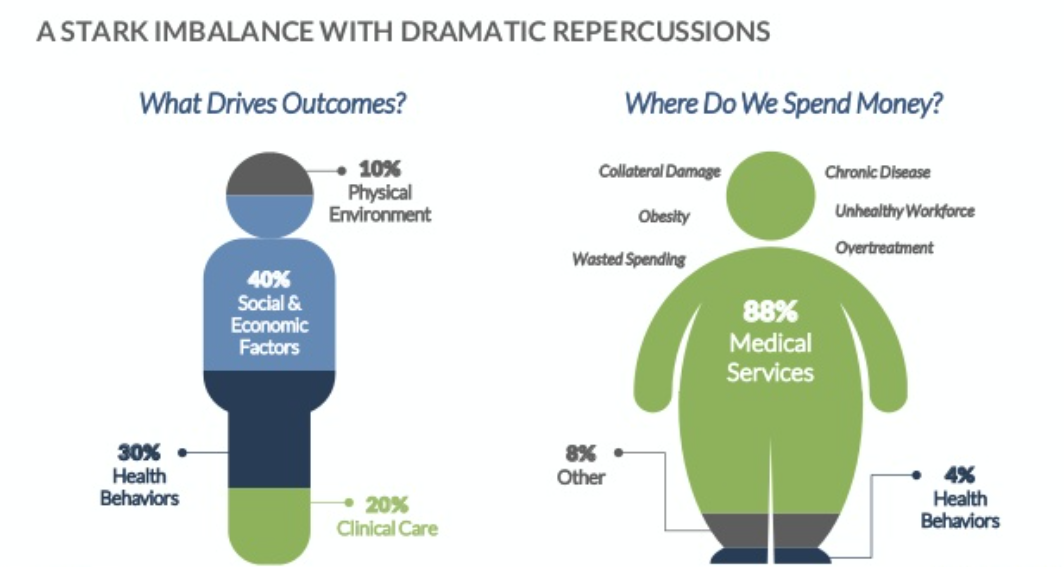 A STARK IMBALANCE WITH DRAMATIC REPERCUSSIONS
What Drives Outcomes?
10%
Physical
Environment
40%
Social &
Economic
Factors
30%
Health
Behaviors
20%
Clinical Care
Where Do We Spend Money?
Collateral Damage
Chronic Disease
Obesity
Unhealthy Workforce
Wasted Spending
Overtreatment
88%
Medical
Services
8%
Other
4%
Health
Behaviors